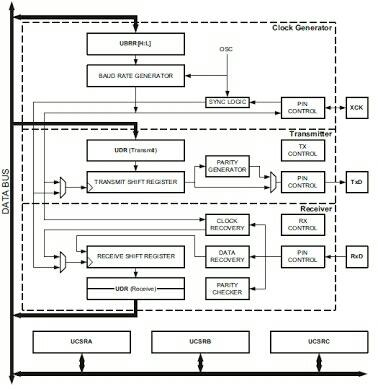 Clock Generator
UBRR[H:L]
OSC
BAUD RATE GENERATOR
SYNC LOGIC
PIN
CONTROL
XCK
Transmitter
TX
CONTROL
UDR (Transmit)
PARITY
GENERATOR
TRANSMIT SHIFT REGISTER
PIN
CONTROL
TxD
DATA BUS
Receiver
CLOCK
RECOVERY
RX
CONTROL
RECEIVE SHIFT REGISTER
DATA
RECOVERY
PIN
CONTROL
RxD
UDR (Receive)
PARITY
CHECKER
UCSRA
UCSRB
UCSRC